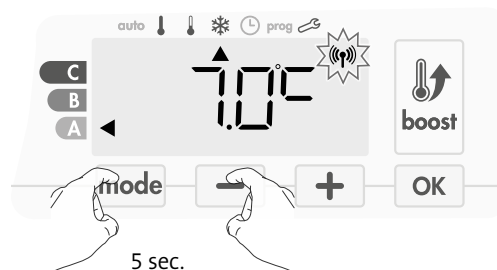 auto prog
C
B
A
7.0°C
boost
mode − + OK
5 sec.